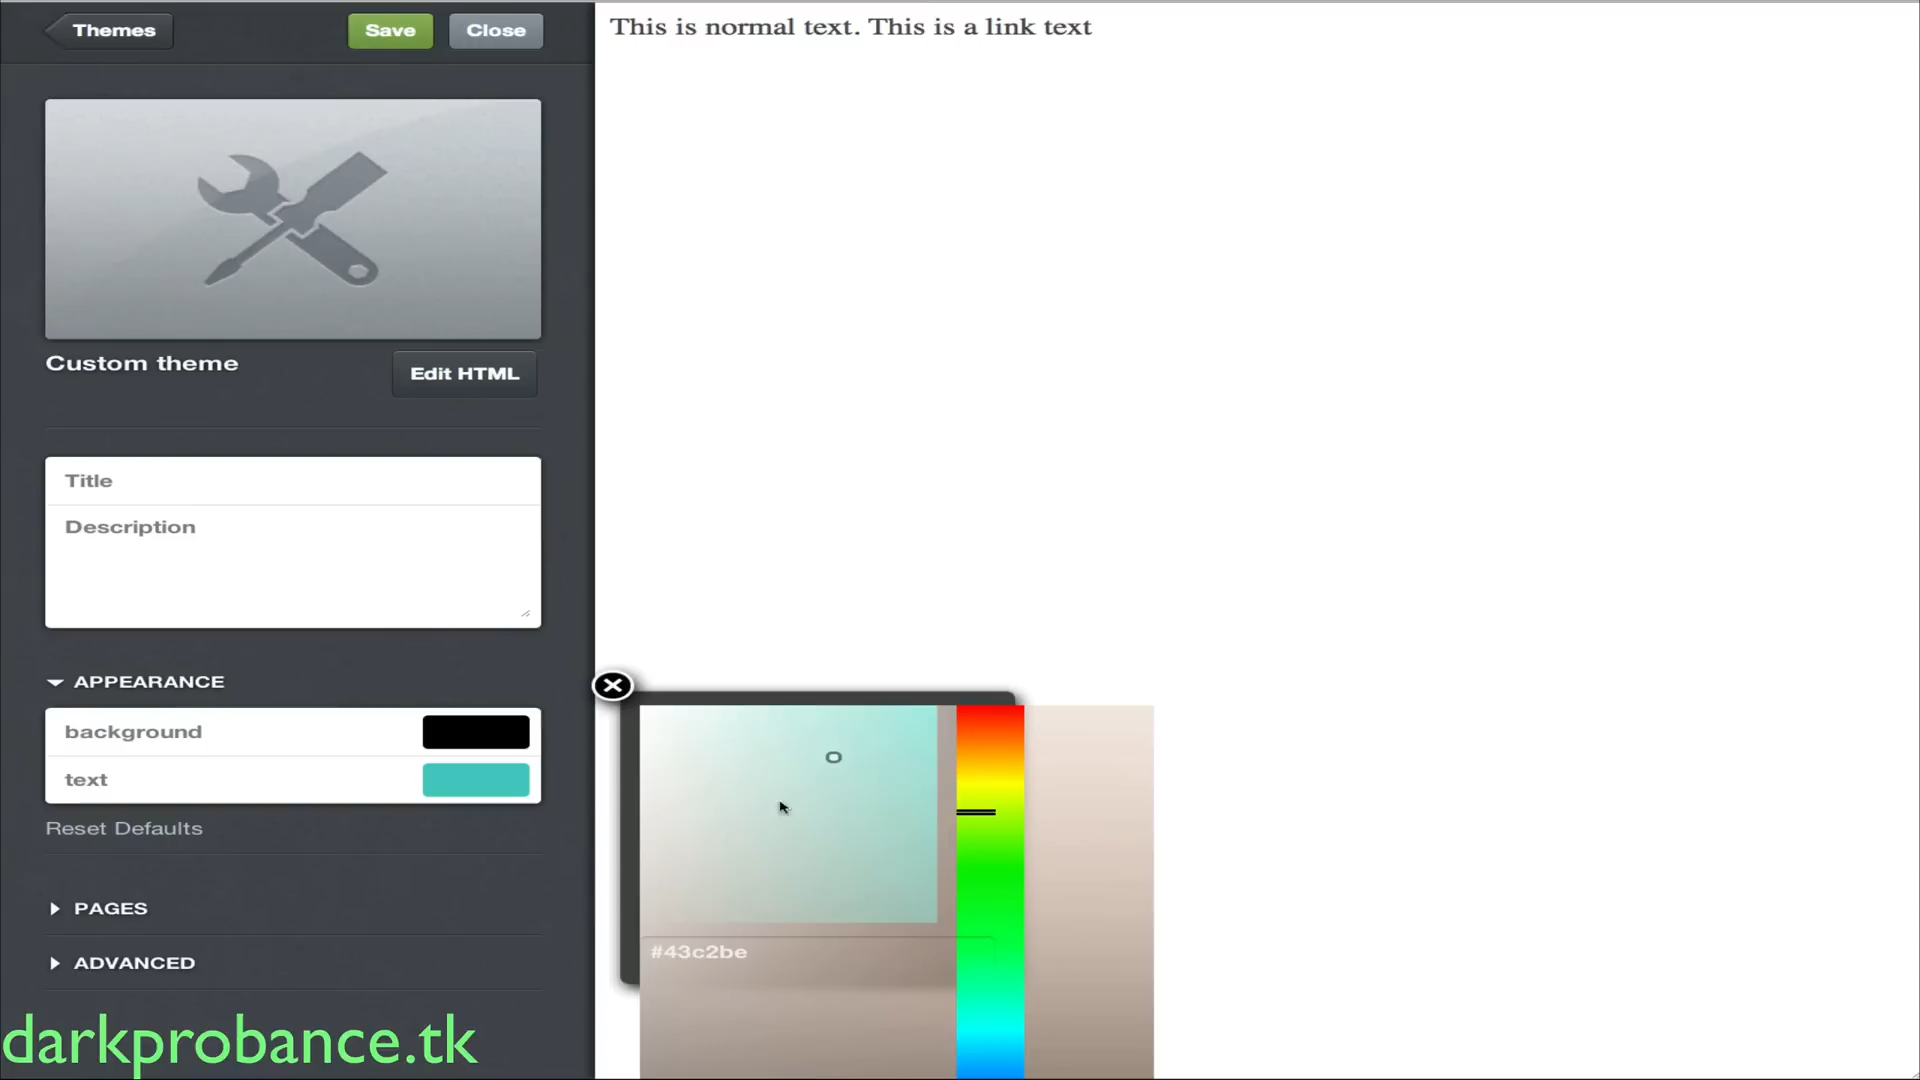 Themes
Save
Close
This is normal text. This is a link text
Custom theme
Edit HTML
Title
Description
APPEARANCE
background
text
Reset Defaults
PAGES
ADVANCED
#43c2be
darkprobance.tk